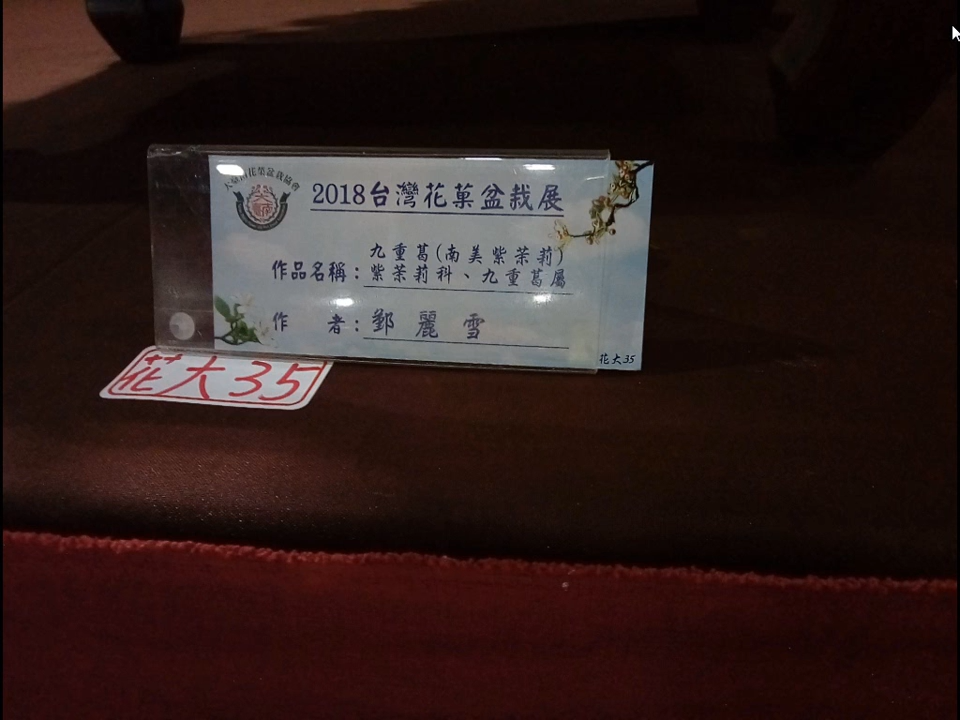 2018台灣花菓盆栽展
九重葛(南美紫茉莉)
作品名稱：紫茉莉科、九重葛屬
作　者：鄞麗雪
花大35
花大35